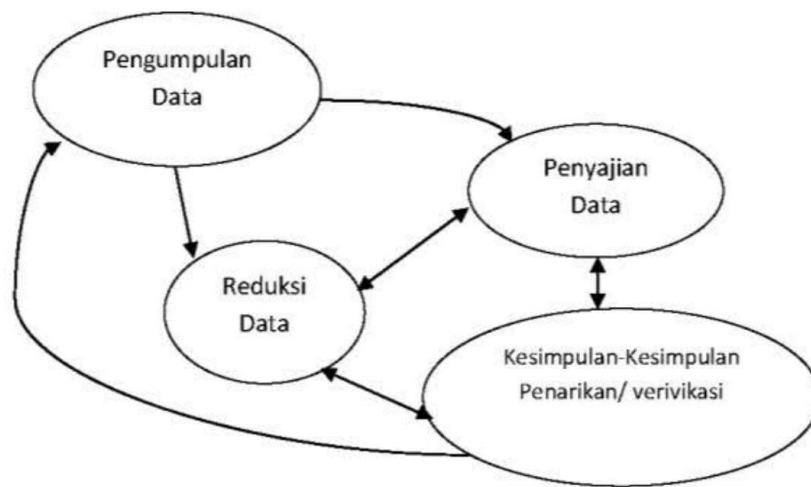 Pengumpulan
Data
Penyajian
Data
Reduksi
Data
Kesimpulan-Kesimpulan
Penarikan/ verivikasi